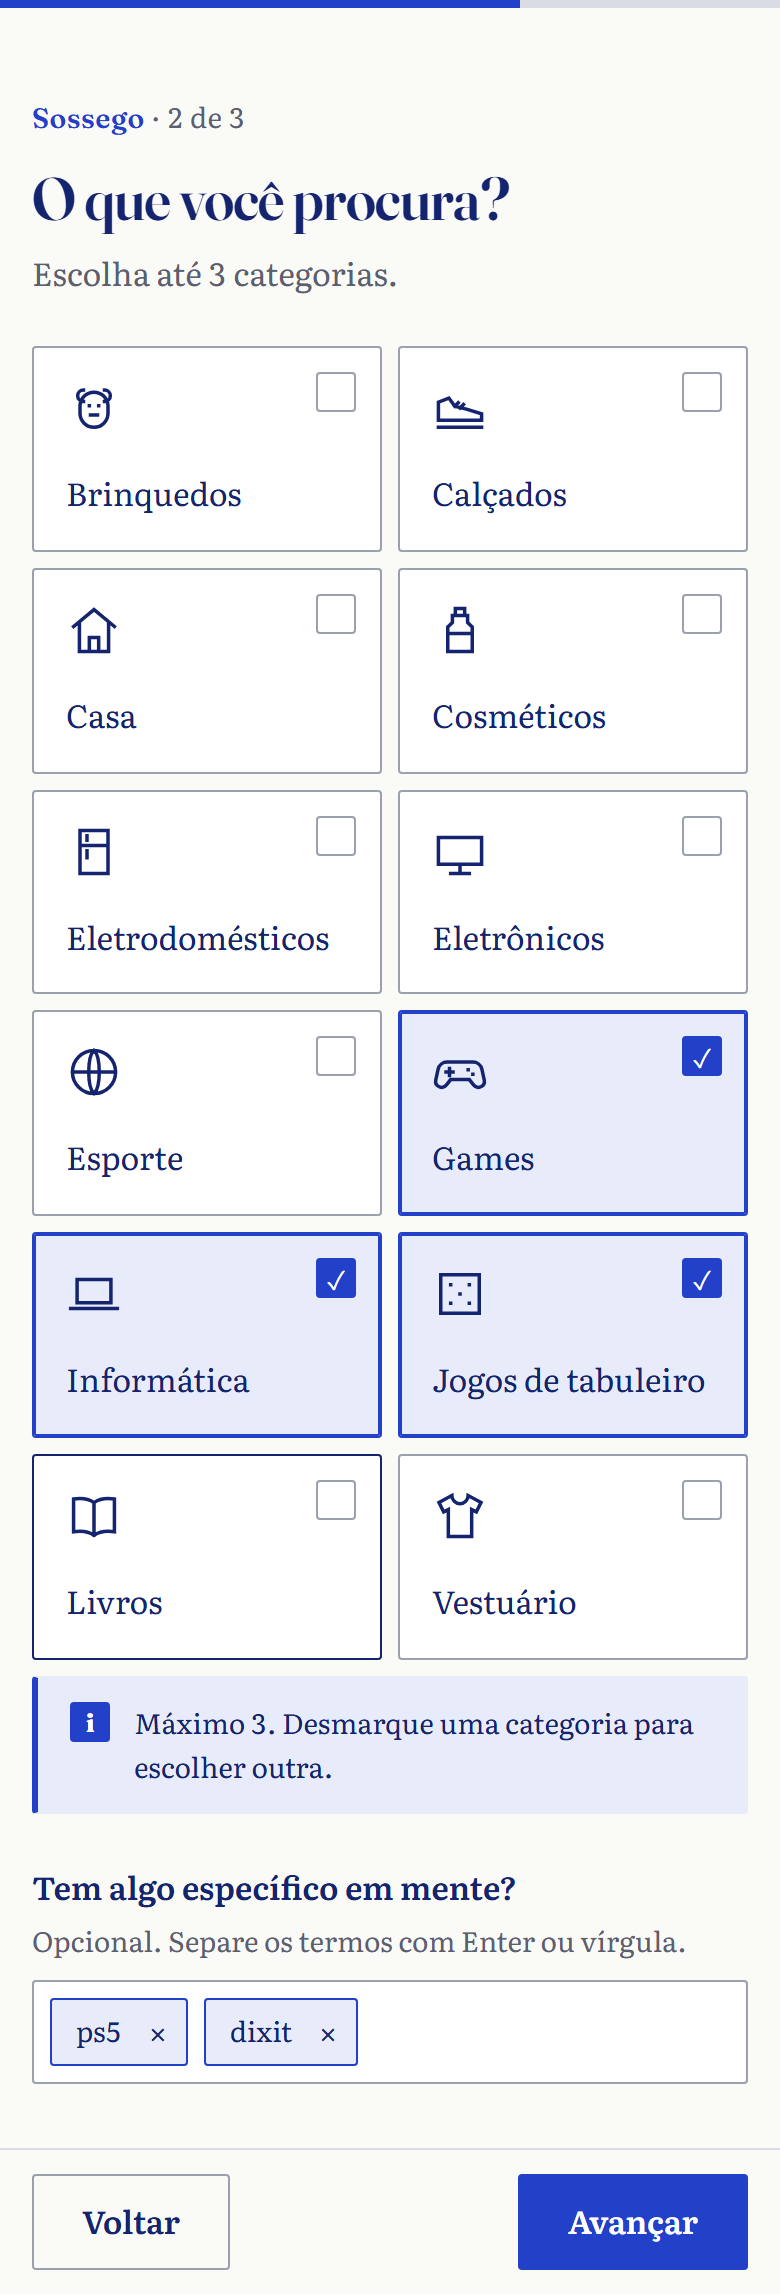 Sossego · 2 de 3
O que você procura?
Escolha até 3 categorias.
Brinquedos
Calçados
Casa
Cosméticos
Eletrodomésticos
Eletrônicos
Esporte
Games
Informática
Jogos de tabuleiro
Livros
Vestuário
i Máximo 3. Desmarque uma categoria para
escolher outra.
Tem algo específico em mente?
Opcional. Separe os termos com Enter ou vírgula.
ps5 × dixit ×
Voltar Avançar